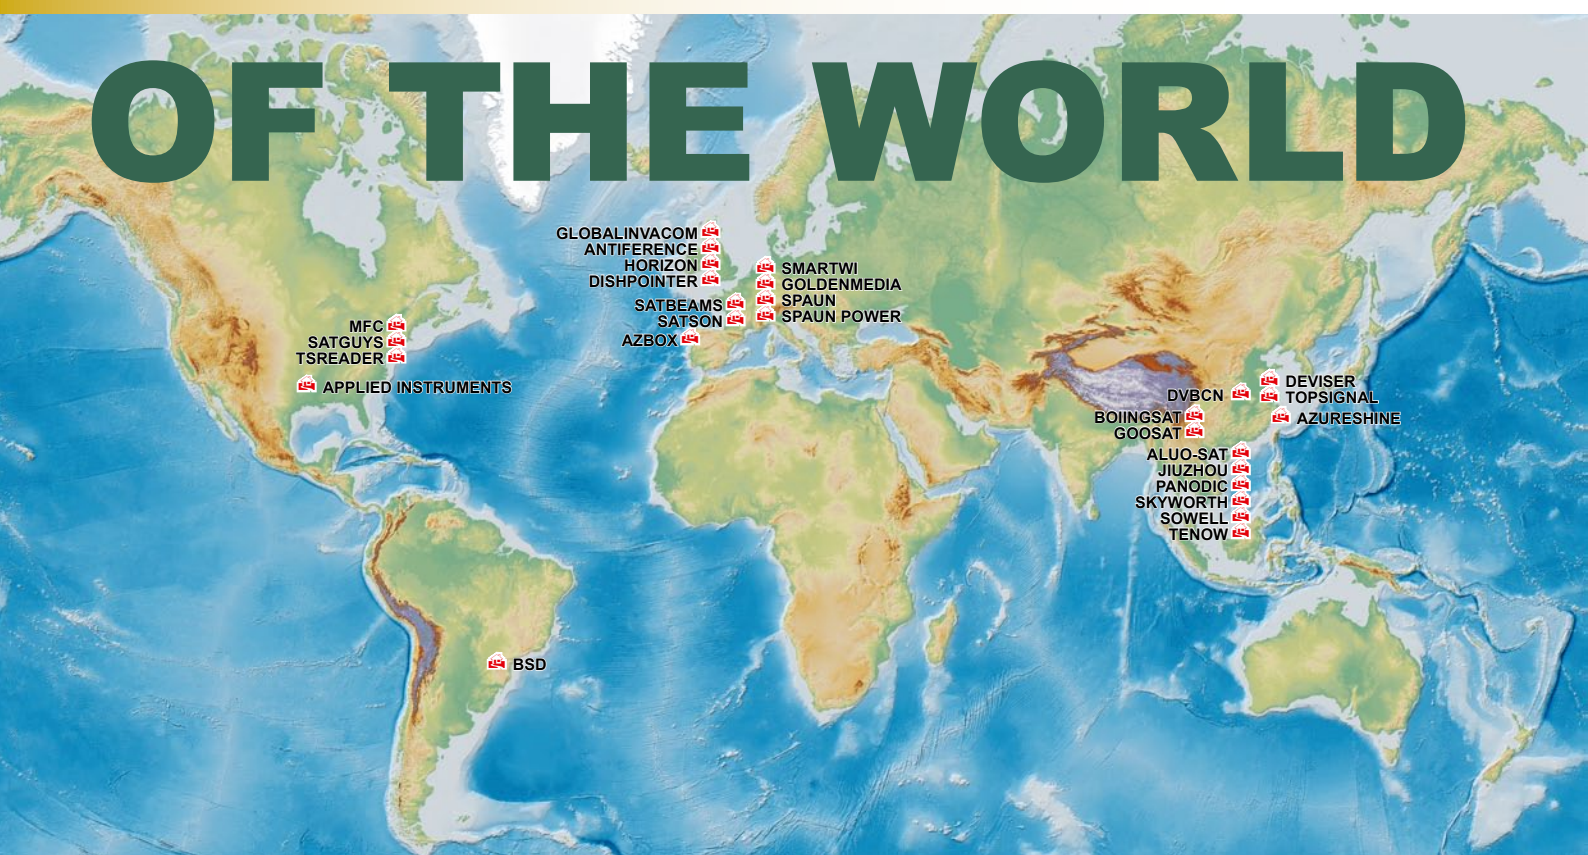 OF THE WORLD
GLOBALINVACOM
ANTIFERENCE
HORIZON
DISHPOINTER
SMARTWI
GOLDENMEDIA
SPAUN
SPAUN POWER
SATBEAMS
SATSON
AZBOX
MFC
SATGUYS
TSREADER
APPLIED INSTRUMENTS
DVBCN
DEVISER
TOPSIGNAL
BOIINGSAT
GOOSAT
AZURESHINE
ALUO-SAT
JIUZHOU
PANODIC
SKYWORTH
SOWELL
TENOW
BSD